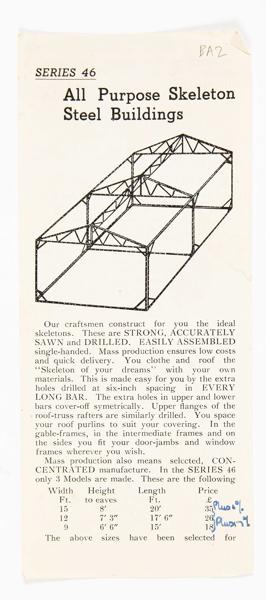 BA2
SERIES 46
All Purpose Skeleton
Steel Buildings
Our craftsmen construct for you the ideal
skeletons. These are STRONG, ACCURATELY
SAWN and DRILLED. EASILY ASSEMBLED
single-handed. Mass production ensures low costs
and quick delivery. You clothe and roof the
"Skeleton of your dreams" with your own
materials. This is made easy for you by the extra
holes drilled at six-inch spacing in EVERY
LONG BAR. The extra holes in upper and lower
bars cover-off symetrically. Upper flanges of the
roof-truss rafters are similarly drilled. You space
your roof purlins to suit your covering. In the
gable-frames, in the intermediate frames and on
the sides you fit your door-jambs and window
frames wherever you wish.
Mass production also means selected, CON-
CENTRATED manufacture. In the SERIES 46
only 3 Models are made. These are the following
Width Height Length Price
Ft. to eaves Ft. £
15 8' 20' 35 Plus
12 7' 3" 17' 6" 26 Plus
9 6' 6" 15' 18
The above sizes have been selected for